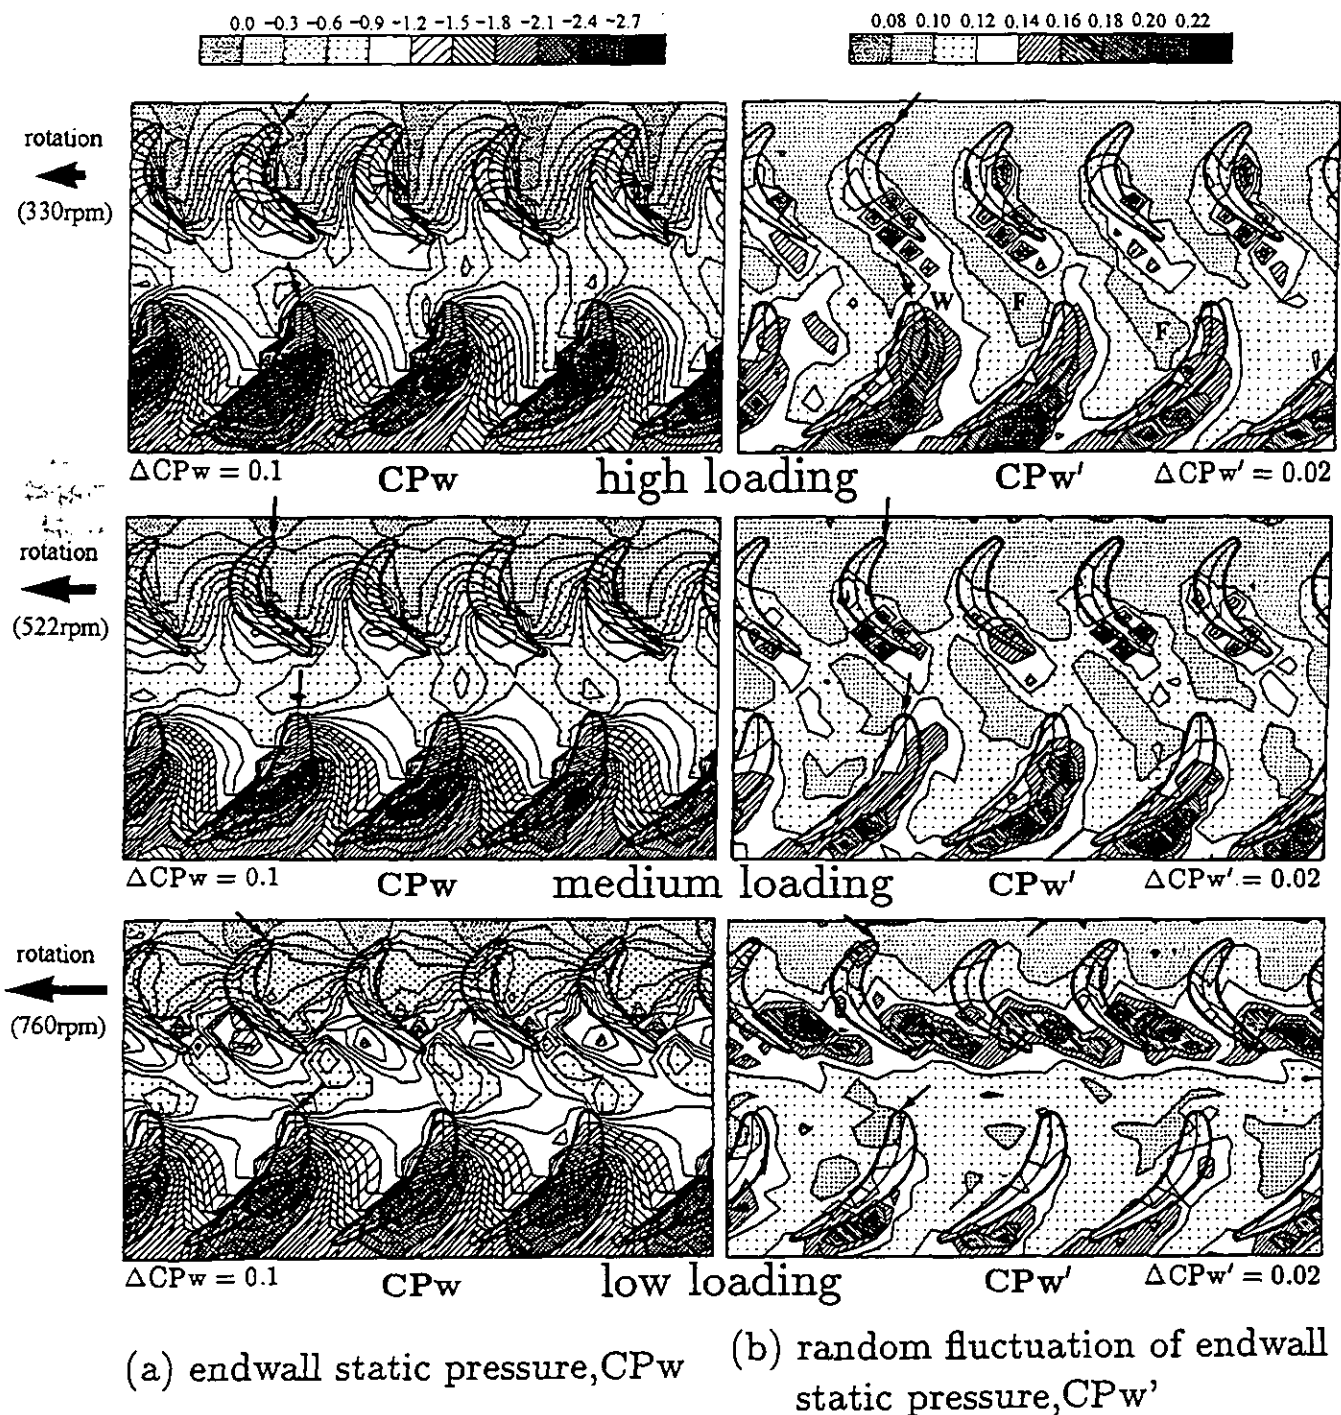 0.0 -0.3 -0.6 -0.9 -1.2 -1.5 -1.8 -2.1 -2.4 -2.7
0.08 0.10 0.12 0.14 0.16 0.18 0.20 0.22
rotation
(330rpm)
W F F
ΔCPw = 0.1 CPw high loading CPw' ΔCPw' = 0.02
rotation
(522rpm)
ΔCPw = 0.1 CPw medium loading CPw' ΔCPw' = 0.02
rotation
(760rpm)
ΔCPw = 0.1 CPw low loading CPw' ΔCPw' = 0.02
(a) endwall static pressure,CPw
(b) random fluctuation of endwall
static pressure,CPw'